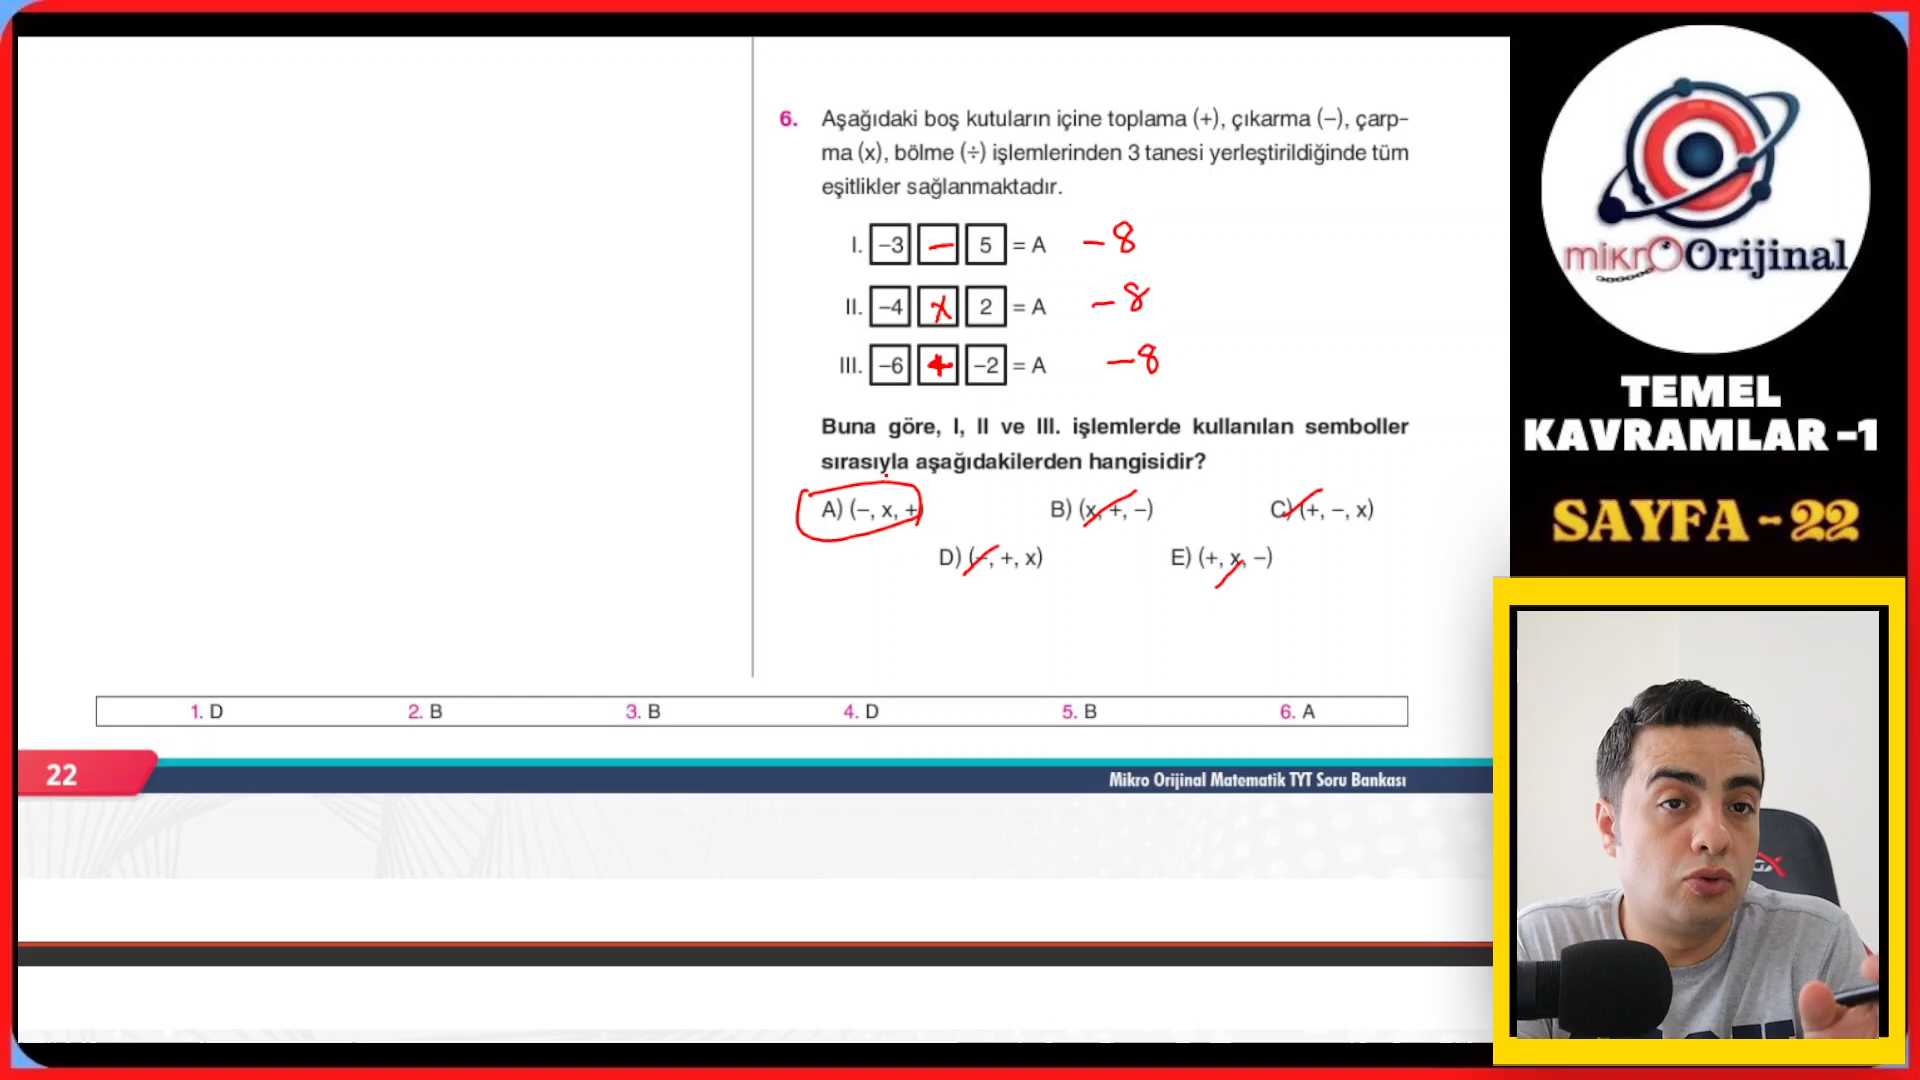 6. Aşağıdaki boş kutuların içine toplama (+), çıkarma (–), çarp-
ma (x), bölme (÷) işlemlerinden 3 tanesi yerleştirildiğinde tüm
eşitlikler sağlanmaktadır.
I. –3 – 5 = A –8
II. –4 x 2 = A –8
III. –6 + –2 = A –8
Buna göre, I, II ve III. işlemlerde kullanılan semboller
sırasıyla aşağıdakilerden hangisidir?
A) (–, x, +) B) (x, +, –) C) (+, –, x)
D) (–, +, x) E) (+, x, –)
1. D 2. B 3. B 4. D 5. B 6. A
22 Mikro Orijinal Matematik TYT Soru Bankası
mikro Orijinal
TEMEL
KAVRAMLAR –1
SAYFA – 22